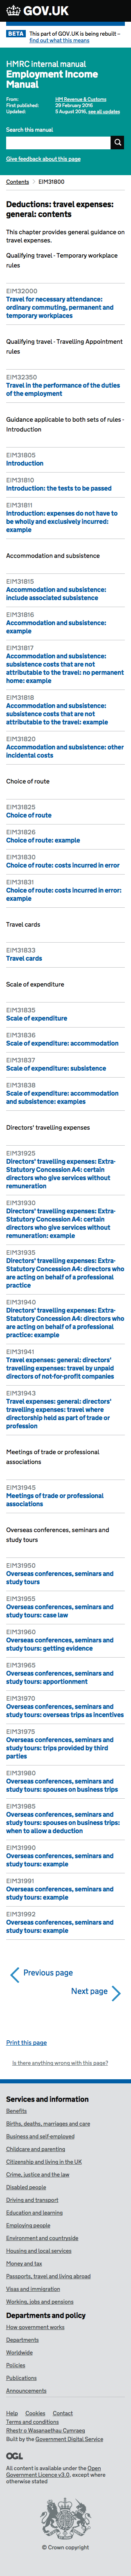 GOV.UK
BETA This part of GOV.UK is being rebuilt –
find out what this means
HMRC internal manual
Employment Income
Manual
From: HM Revenue & Customs
First published: 29 February 2016
Updated: 5 August 2016, see all updates
Search this manual
Give feedback about this page
Contents EIM31800
Deductions: travel expenses:
general: contents
This chapter provides general guidance on
travel expenses.
Qualifying travel - Temporary workplace
rules
EIM32000
Travel for necessary attendance:
ordinary commuting, permanent and
temporary workplaces
Qualifying travel - Travelling Appointment
rules
EIM32350
Travel in the performance of the duties
of the employment
Guidance applicable to both sets of rules -
Introduction
EIM31805
Introduction
EIM31810
Introduction: the tests to be passed
EIM31811
Introduction: expenses do not have to
be wholly and exclusively incurred:
example
Accommodation and subsistence
EIM31815
Accommodation and subsistence:
include associated subsistence
EIM31816
Accommodation and subsistence:
example
EIM31817
Accommodation and subsistence:
subsistence costs that are not
attributable to the travel: no permanent
home: example
EIM31818
Accommodation and subsistence:
subsistence costs that are not
attributable to the travel: example
EIM31820
Accommodation and subsistence: other
incidental costs
Choice of route
EIM31825
Choice of route
EIM31826
Choice of route: example
EIM31830
Choice of route: costs incurred in error
EIM31831
Choice of route: costs incurred in error:
example
Travel cards
EIM31833
Travel cards
Scale of expenditure
EIM31835
Scale of expenditure
EIM31836
Scale of expenditure: accommodation
EIM31837
Scale of expenditure: subsistence
EIM31838
Scale of expenditure: accommodation
and subsistence: examples
Directors' travelling expenses
EIM31925
Directors' travelling expenses: Extra-
Statutory Concession A4: certain
directors who give services without
remuneration
EIM31930
Directors' travelling expenses: Extra-
Statutory Concession A4: certain
directors who give services without
remuneration: example
EIM31935
Directors' travelling expenses: Extra-
Statutory Concession A4: directors who
are acting on behalf of a professional
practice
EIM31940
Directors' travelling expenses: Extra-
Statutory Concession A4: directors who
are acting on behalf of a professional
practice: example
EIM31941
Travel expenses: general: directors'
travelling expenses: travel by unpaid
directors of not-for-profit companies
EIM31943
Travel expenses: general: directors'
travelling expenses: travel where
directorship held as part of trade or
profession
Meetings of trade or professional
associations
EIM31945
Meetings of trade or professional
associations
Overseas conferences, seminars and
study tours
EIM31950
Overseas conferences, seminars and
study tours
EIM31955
Overseas conferences, seminars and
study tours: case law
EIM31960
Overseas conferences, seminars and
study tours: getting evidence
EIM31965
Overseas conferences, seminars and
study tours: apportionment
EIM31970
Overseas conferences, seminars and
study tours: overseas trips as incentives
EIM31975
Overseas conferences, seminars and
study tours: trips provided by third
parties
EIM31980
Overseas conferences, seminars and
study tours: spouses on business trips
EIM31985
Overseas conferences, seminars and
study tours: spouses on business trips:
when to allow a deduction
EIM31990
Overseas conferences, seminars and
study tours: example
EIM31991
Overseas conferences, seminars and
study tours: example
EIM31992
Overseas conferences, seminars and
study tours: example
Previous page
Next page
Print this page
Is there anything wrong with this page?
Services and information
Benefits
Births, deaths, marriages and care
Business and self-employed
Childcare and parenting
Citizenship and living in the UK
Crime, justice and the law
Disabled people
Driving and transport
Education and learning
Employing people
Environment and countryside
Housing and local services
Money and tax
Passports, travel and living abroad
Visas and immigration
Working, jobs and pensions
Departments and policy
How government works
Departments
Worldwide
Policies
Publications
Announcements
Help Cookies Contact
Terms and conditions
Rhestr o Wasanaethau Cymraeg
Built by the Government Digital Service
OGL
All content is available under the Open
Government Licence v3.0, except where
otherwise stated
© Crown copyright